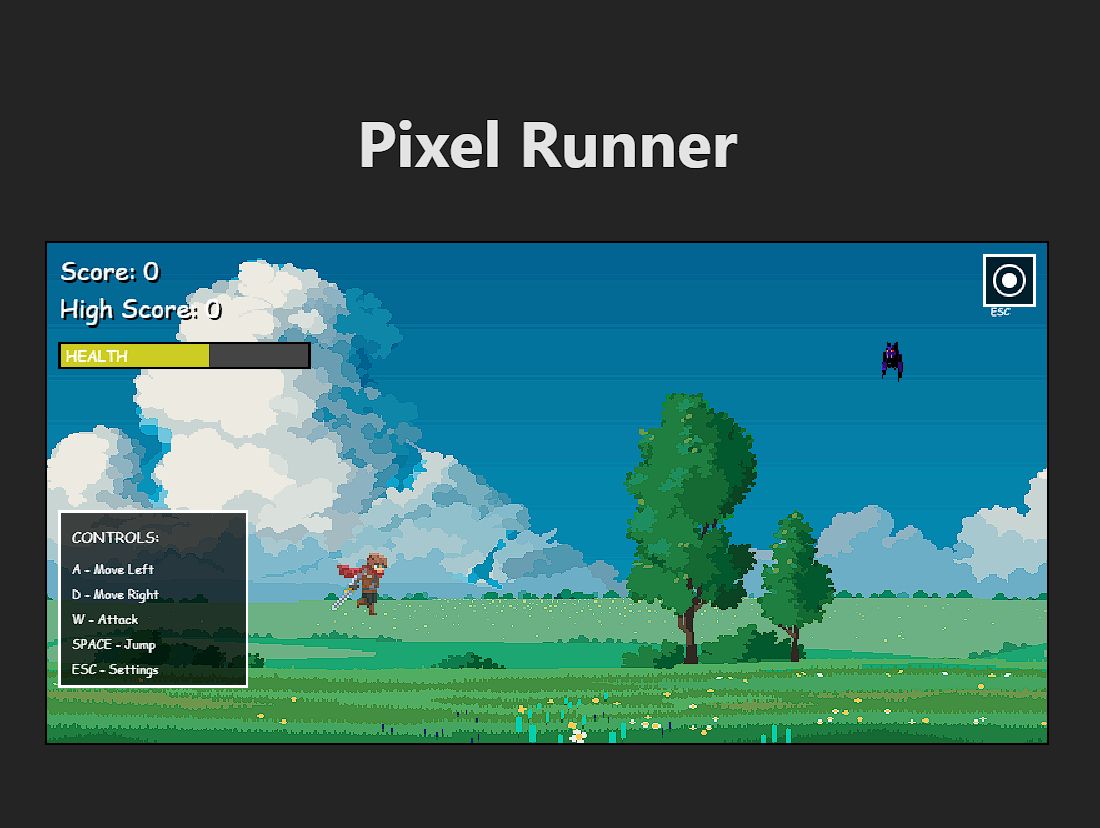 Pixel Runner
Score: 0
High Score: 0
HEALTH
ESC
CONTROLS:
A - Move Left
D - Move Right
W - Attack
SPACE - Jump
ESC - Settings